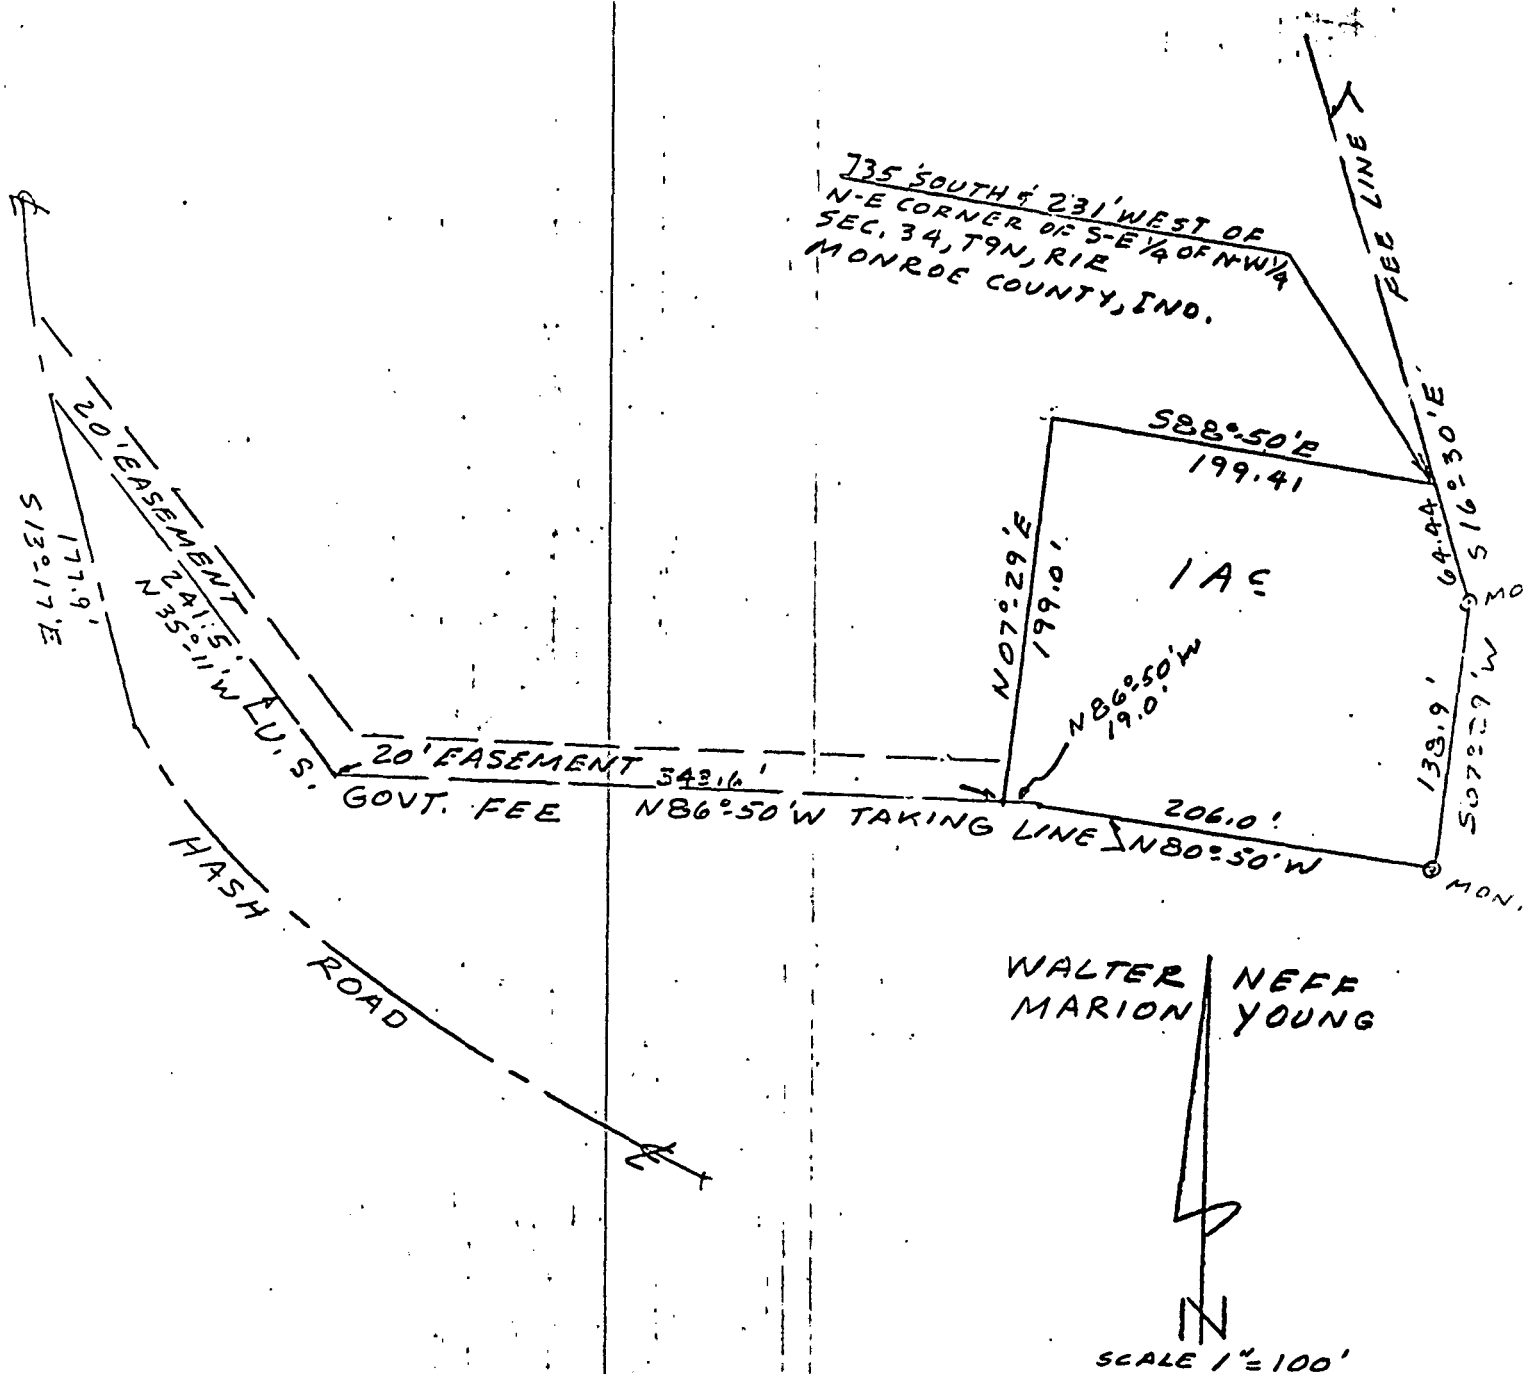 735' SOUTH & 231' WEST OF
N-E CORNER OF S-E 1/4 OF N-W 1/4
SEC. 34, T9N, R1E
MONROE COUNTY, IND.
FEE LINE
S88°-50'E
199.41
S16°-30'E
64.44
MO
N07°-29'E
199.0'
1 AC
N86°-50'W
19.0'
138.9'
S07°-29'W
206.0'
N80°-50'W
MON.
20' EASEMENT
241.5'
N35°-11'W
177.9'
S13°-17'E
U.S.
20' EASEMENT
GOVT. FEE
N86°-50'W TAKING LINE
HASH
ROAD
WALTER NEFF
MARION YOUNG
N
SCALE 1"=100'